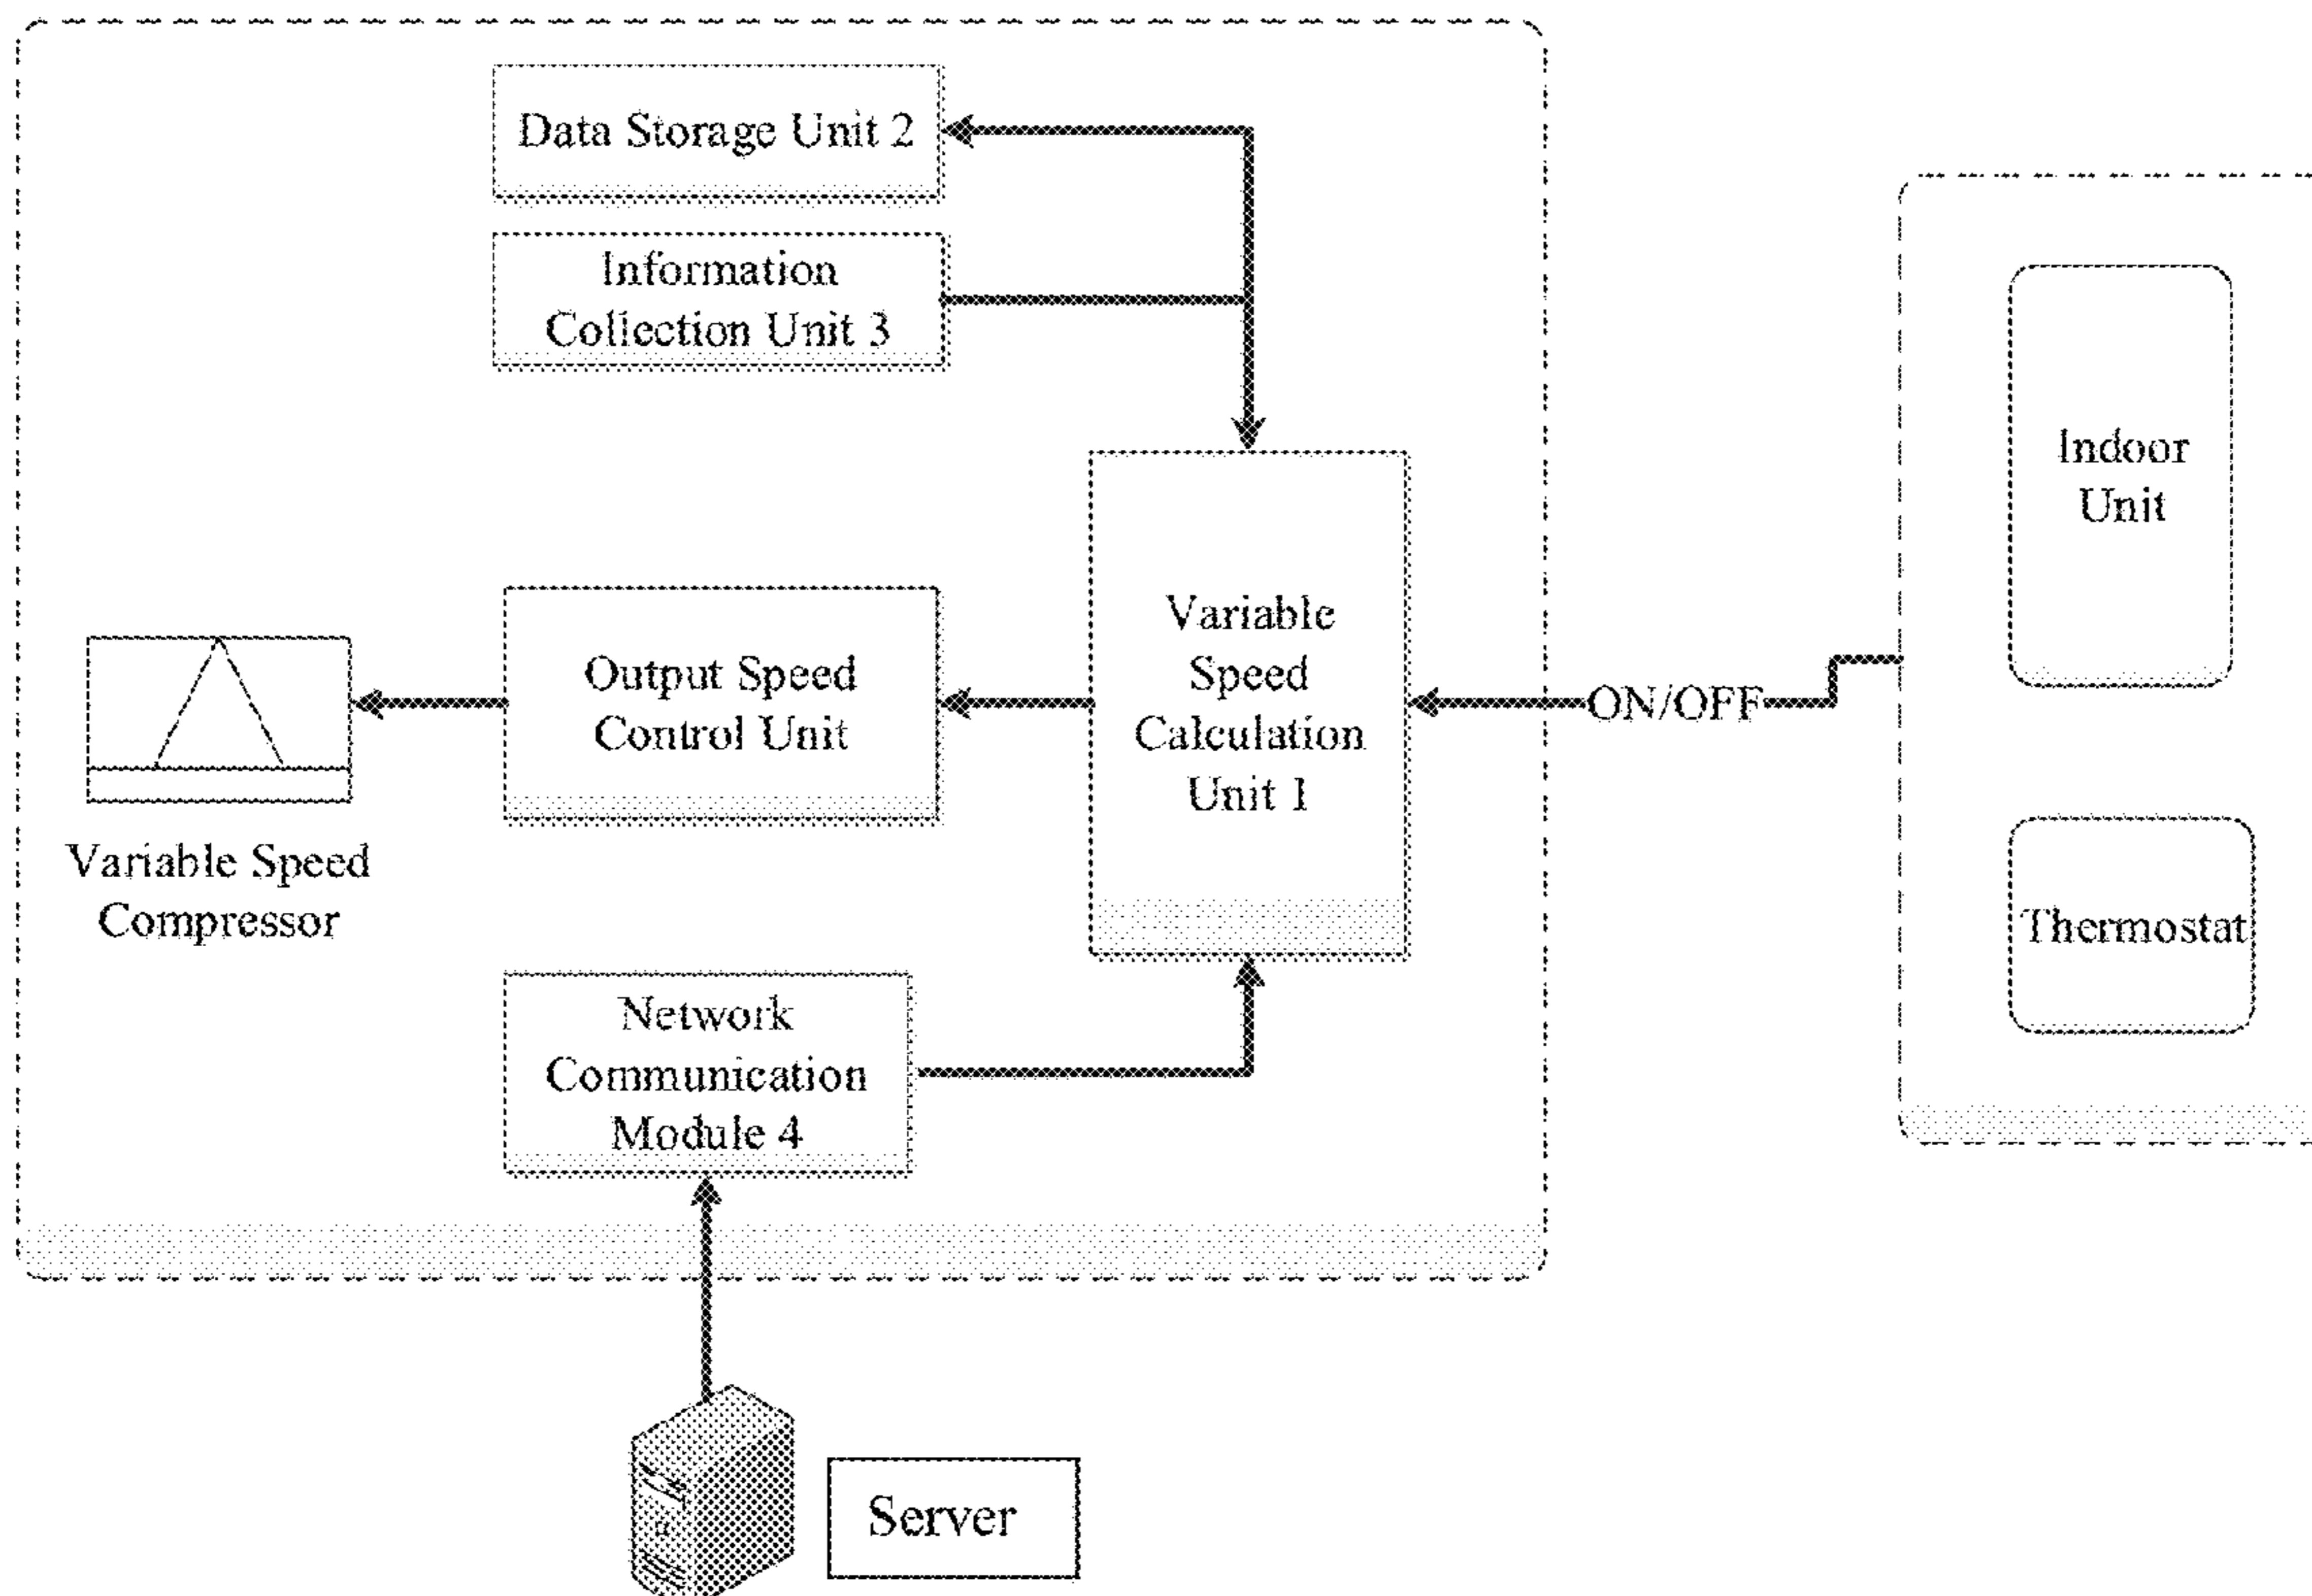 Data Storage Unit 2
Information
Collection Unit 3
Indoor
Unit
Variable
Speed
Calculation
Unit 1
Output Speed
Control Unit
ON/OFF
Variable Speed
Compressor
Thermostat
Network
Communication
Module 4
Server